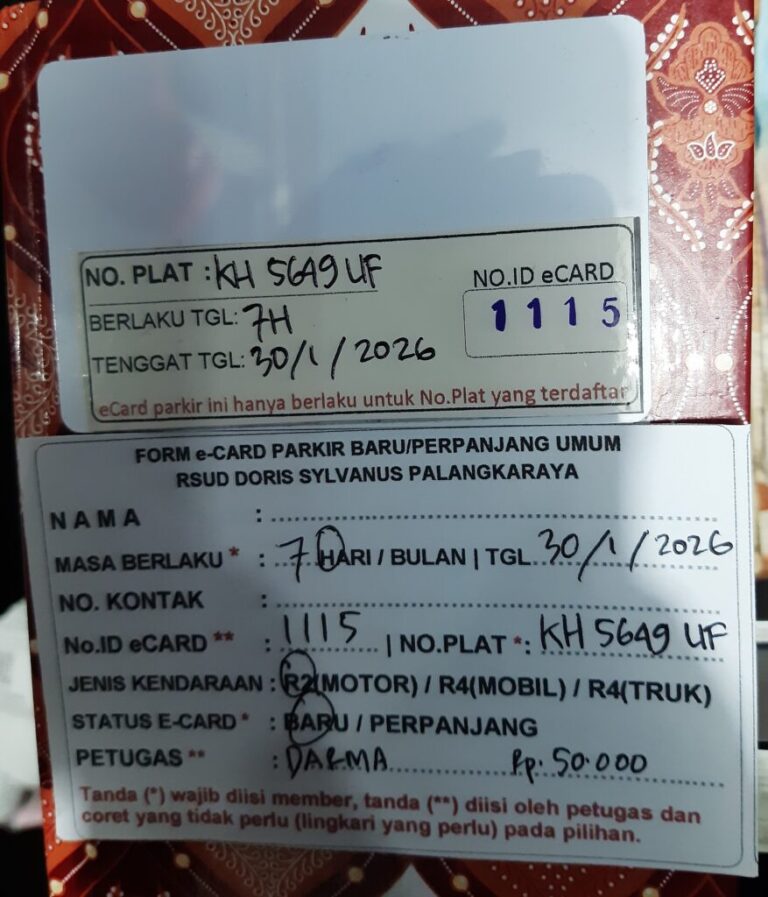 NO. PLAT : KH 5649 UF
NO.ID eCARD
1115
BERLAKU TGL: 7H
TENGGAT TGL: 30/1/2026
eCard parkir ini hanya berlaku untuk No.Plat yang terdaftar
FORM e-CARD PARKIR BARU/PERPANJANG UMUM
RSUD DORIS SYLVANUS PALANGKARAYA
NAMA : ........................................
MASA BERLAKU * : 7 HARI / BULAN | TGL 30/1/2026
NO. KONTAK : ........................................
No.ID eCARD ** : 1115 | NO.PLAT *: KH 5649 UF
JENIS KENDARAAN : R2(MOTOR) / R4(MOBIL) / R4(TRUK)
STATUS E-CARD * : BARU / PERPANJANG
PETUGAS ** : DARMA Rp. 50.000
Tanda (*) wajib diisi member, tanda (**) diisi oleh petugas dan
coret yang tidak perlu (lingkari yang perlu) pada pilihan.